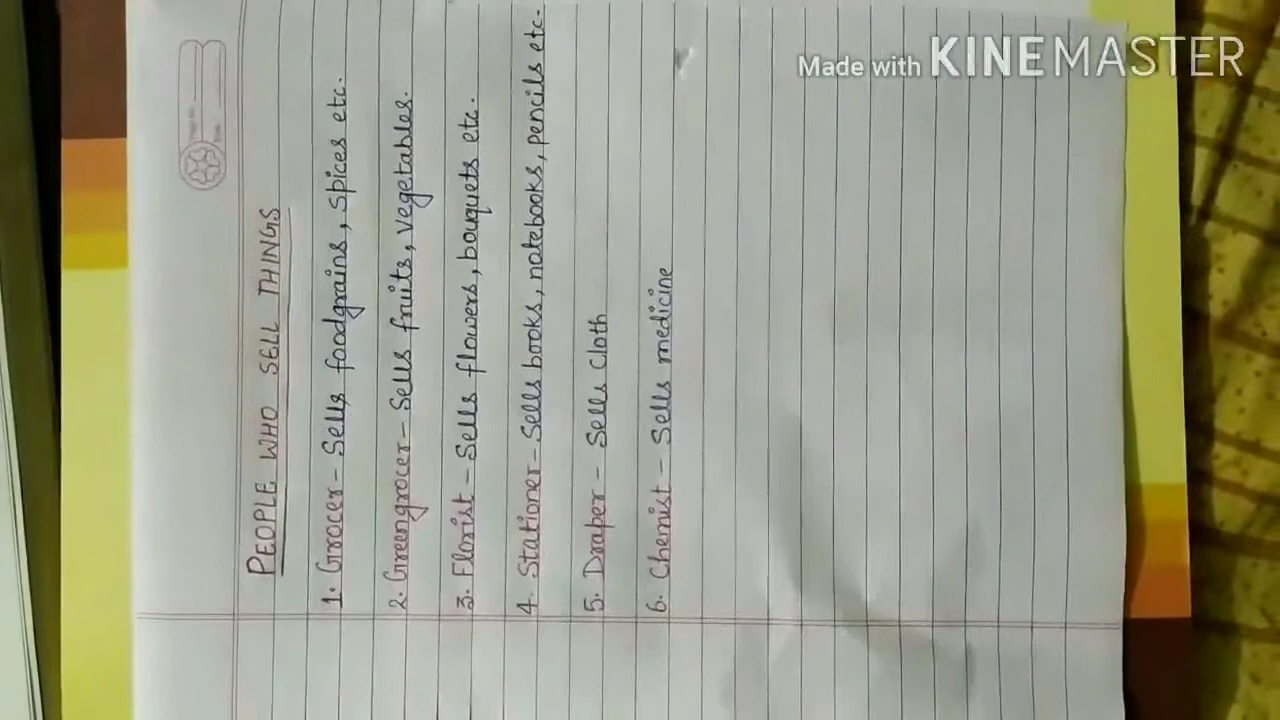 Made with KINEMASTER
PEOPLE WHO SELL THINGS
1. Grocer - Sells foodgrains, spices etc.
2. Greengrocer - Sells fruits, vegetables.
3. Florist - Sells flowers, bouquets etc.
4. Stationer - Sells books, notebooks, pencils etc.
5. Draper - Sells Cloth
6. Chemist - Sells medicine